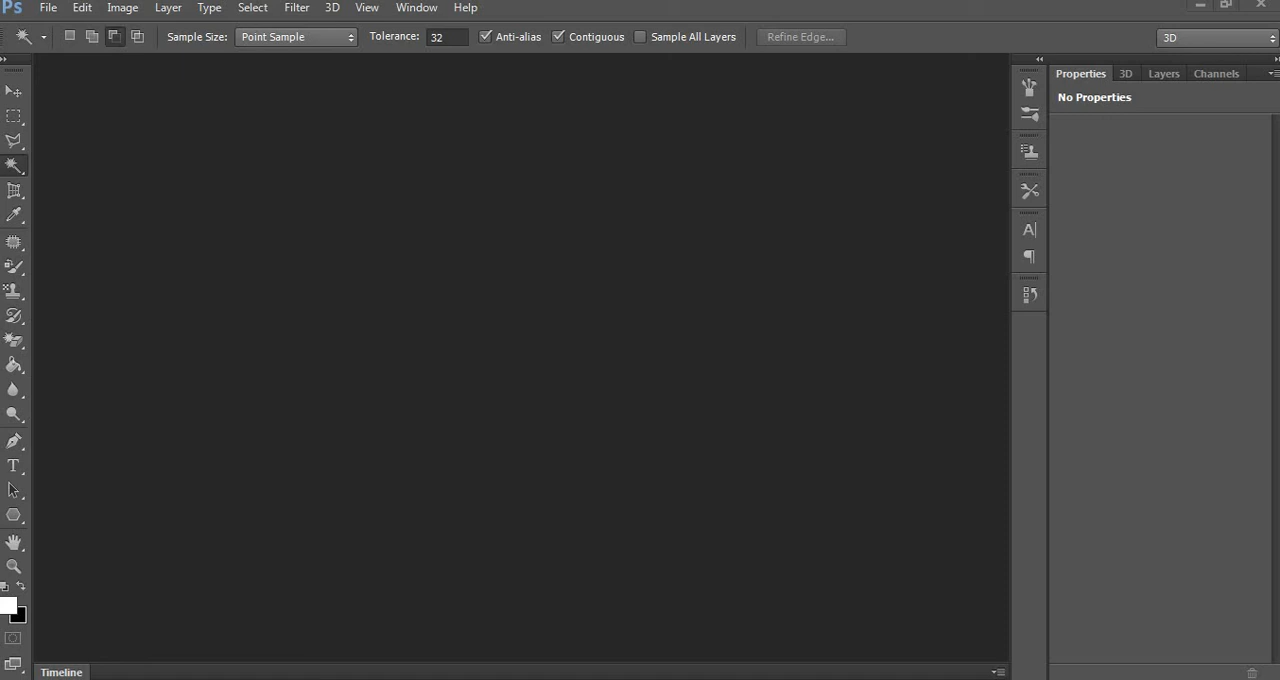 Ps File Edit Image Layer Type Select Filter 3D View Window Help
Sample Size: Point Sample Tolerance: 32 Anti-alias Contiguous Sample All Layers Refine Edge... 3D
Properties 3D Layers Channels
No Properties
Timeline